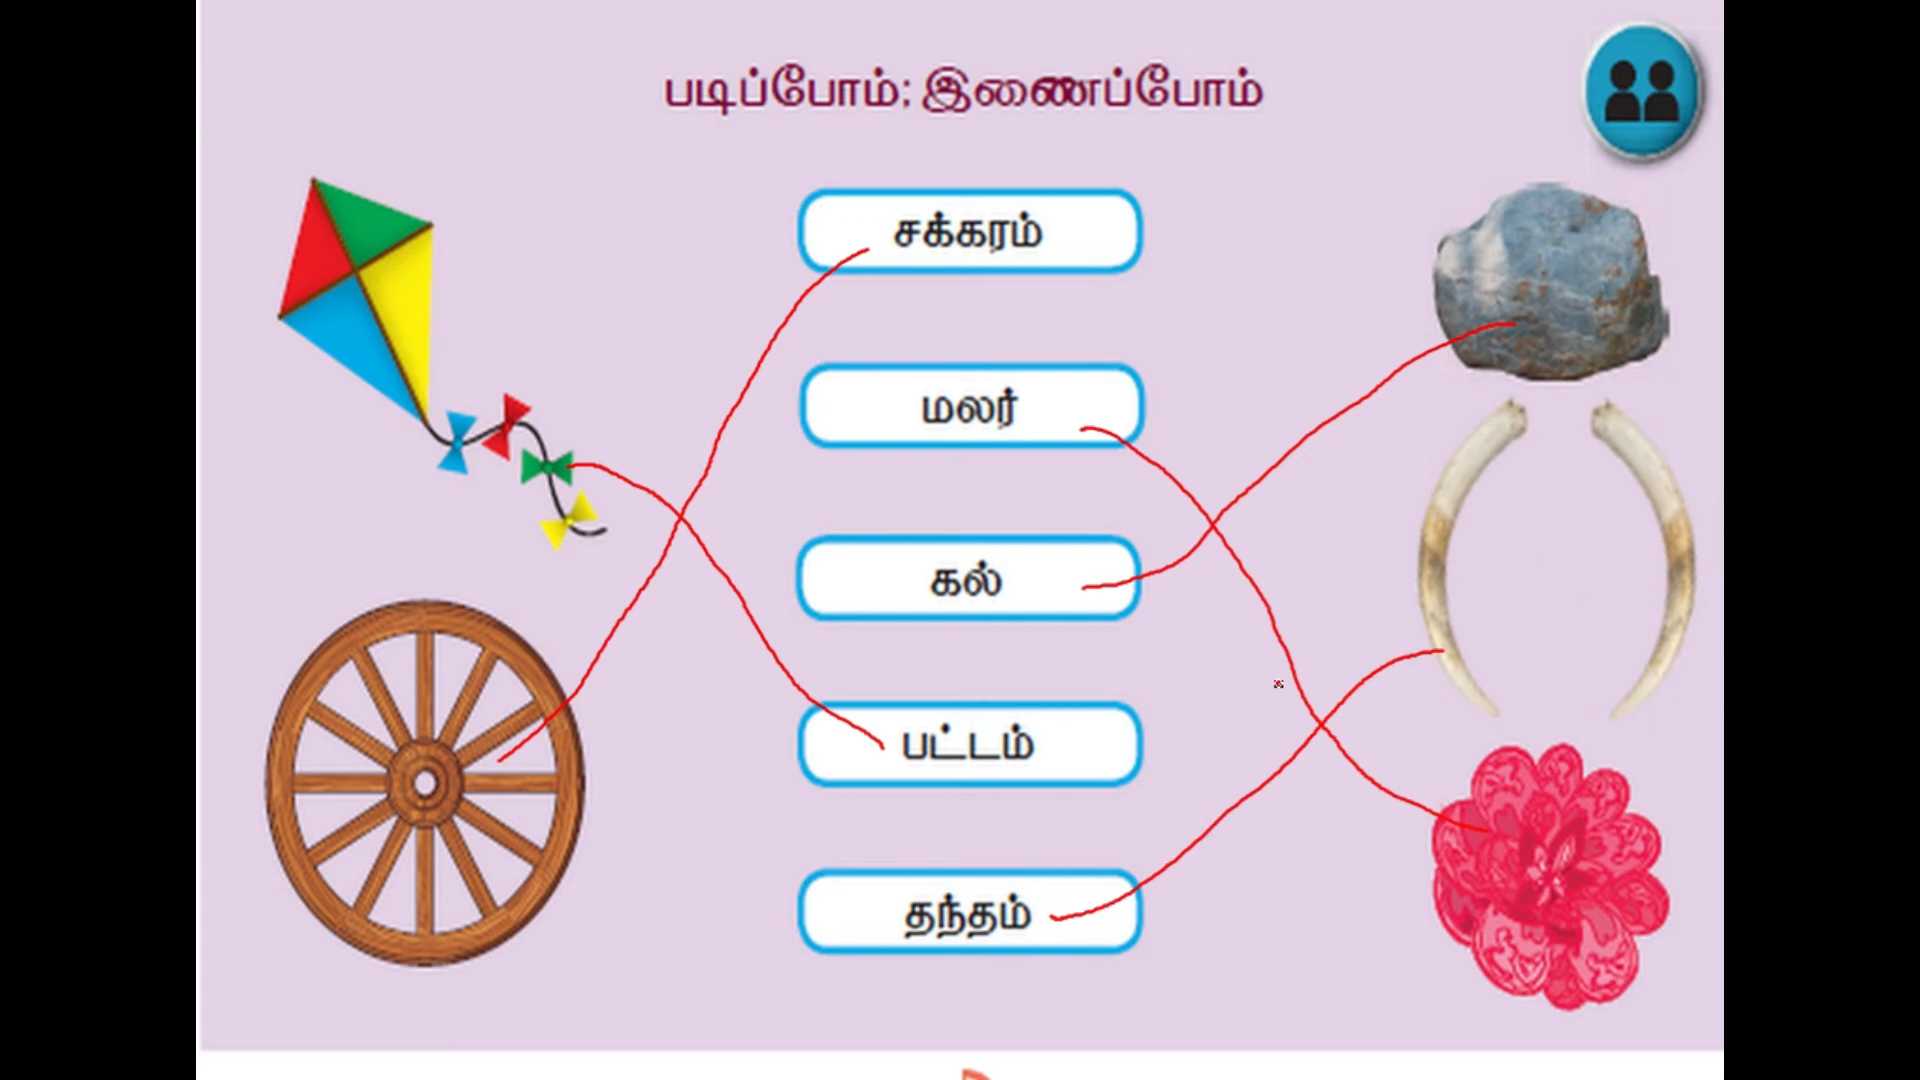 படிப்போம்; இணைப்போம்
சக்கரம்
மலர்
கல்
பட்டம்
தந்தம்